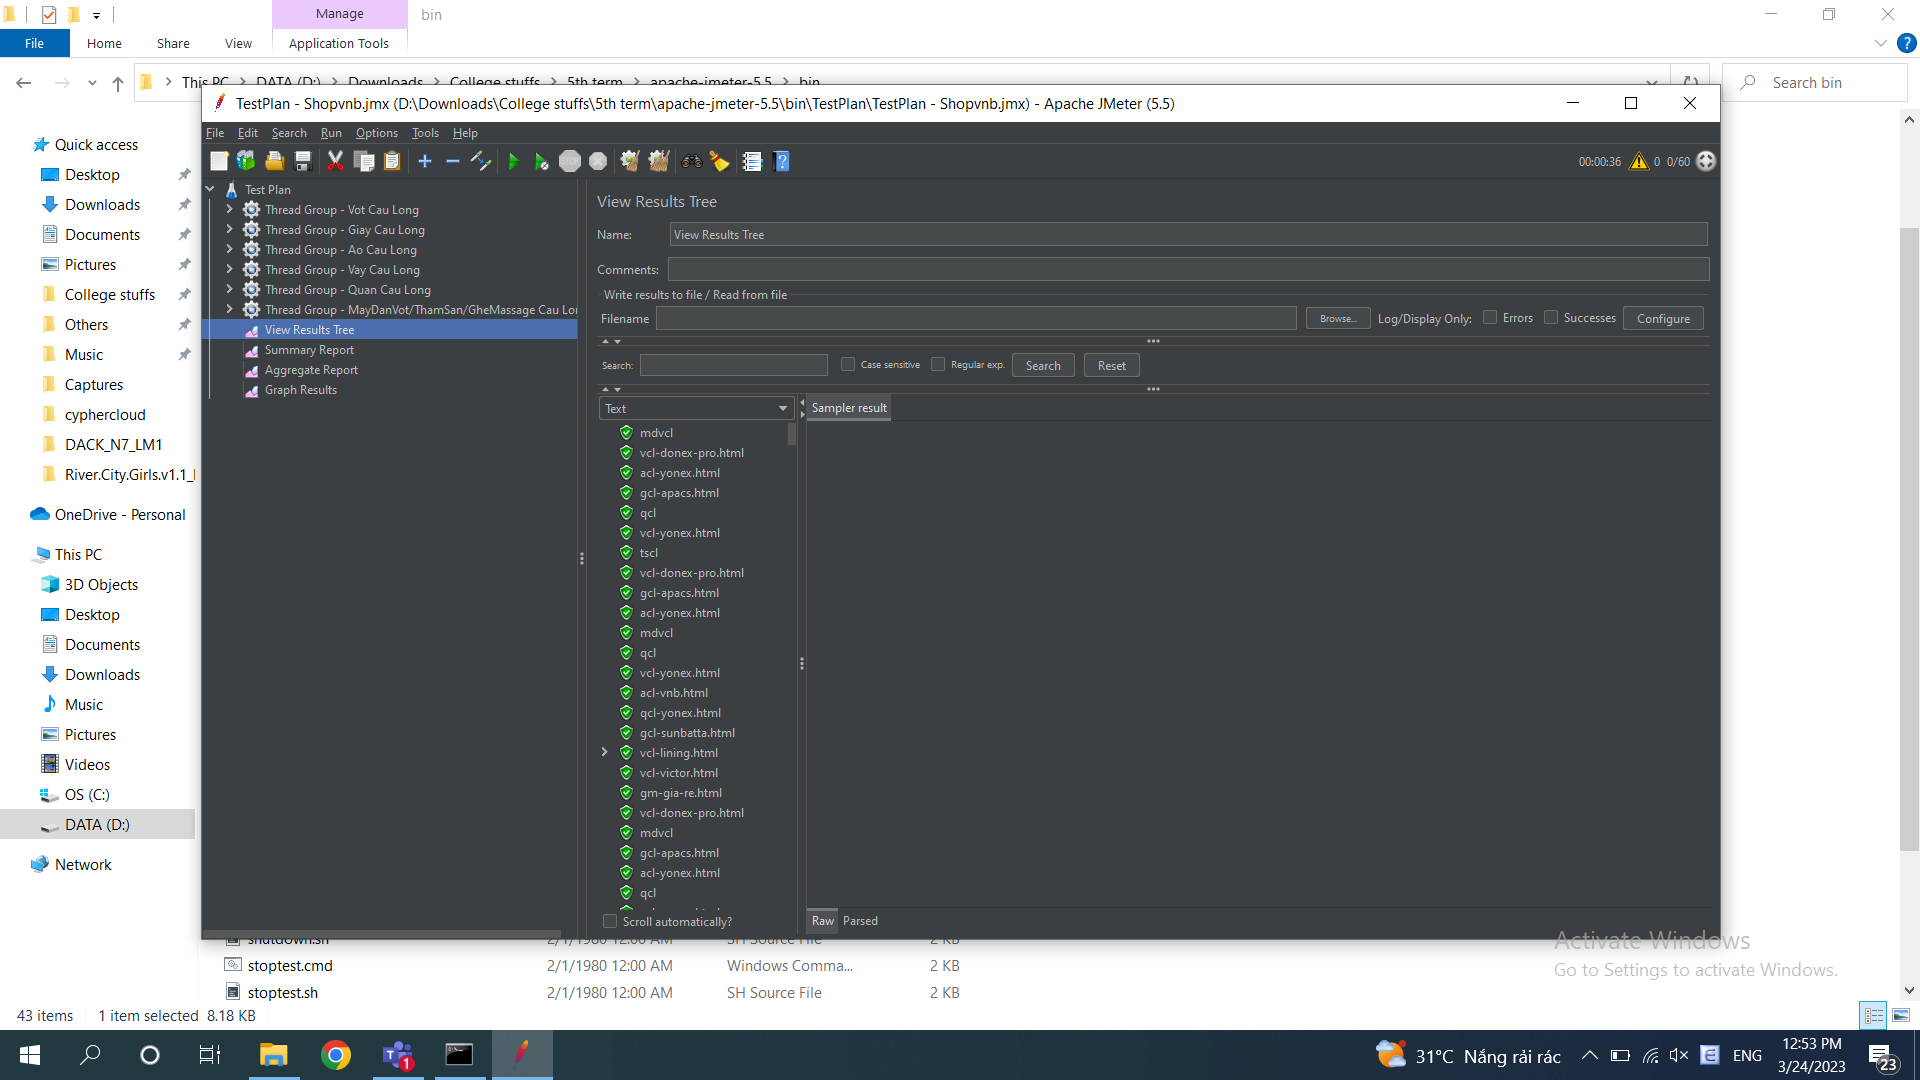 Manage
bin
File
Home
Share
View
Application Tools
This PC
DATA (D:)
Downloads
College stuffs
5th term
apache-jmeter-5.5
bin
Search bin
Quick access
Desktop
Downloads
Documents
Pictures
College stuffs
Others
Music
Captures
cyphercloud
DACK_N7_LM1
River.City.Girls.v1.1_
OneDrive - Personal
This PC
3D Objects
Desktop
Documents
Downloads
Music
Pictures
Videos
OS (C:)
DATA (D:)
Network
TestPlan - Shopvnb.jmx (D:\Downloads\College stuffs\5th term\apache-jmeter-5.5\bin\TestPlan\TestPlan - Shopvnb.jmx) - Apache JMeter (5.5)
File Edit Search Run Options Tools Help
STOP
00:00:36
0
0/60
Test Plan
Thread Group - Vot Cau Long
Thread Group - Giay Cau Long
Thread Group - Ao Cau Long
Thread Group - Vay Cau Long
Thread Group - Quan Cau Long
Thread Group - MayDanVot/ThamSan/GheMassage Cau Lo
View Results Tree
Summary Report
Aggregate Report
Graph Results
View Results Tree
Name:
View Results Tree
Comments:
Write results to file / Read from file
Filename
Browse...
Log/Display Only:
Errors
Successes
Configure
Search:
Case sensitive
Regular exp.
Search
Reset
Text
Sampler result
mdvcl
vcl-donex-pro.html
acl-yonex.html
gcl-apacs.html
qcl
vcl-yonex.html
tscl
vcl-donex-pro.html
gcl-apacs.html
acl-yonex.html
mdvcl
qcl
vcl-yonex.html
acl-vnb.html
qcl-yonex.html
gcl-sunbatta.html
vcl-lining.html
vcl-victor.html
gm-gia-re.html
vcl-donex-pro.html
mdvcl
gcl-apacs.html
acl-yonex.html
qcl
Scroll automatically?
Raw
Parsed
shutdown.sh 2/1/1980 12:00 AM SH Source File 2 KB
stoptest.cmd 2/1/1980 12:00 AM Windows Comma... 2 KB
stoptest.sh 2/1/1980 12:00 AM SH Source File 2 KB
Activate Windows
Go to Settings to activate Windows.
43 items
1 item selected 8.18 KB
1
31°C Nắng rải rác
ENG
12:53 PM
3/24/2023
23